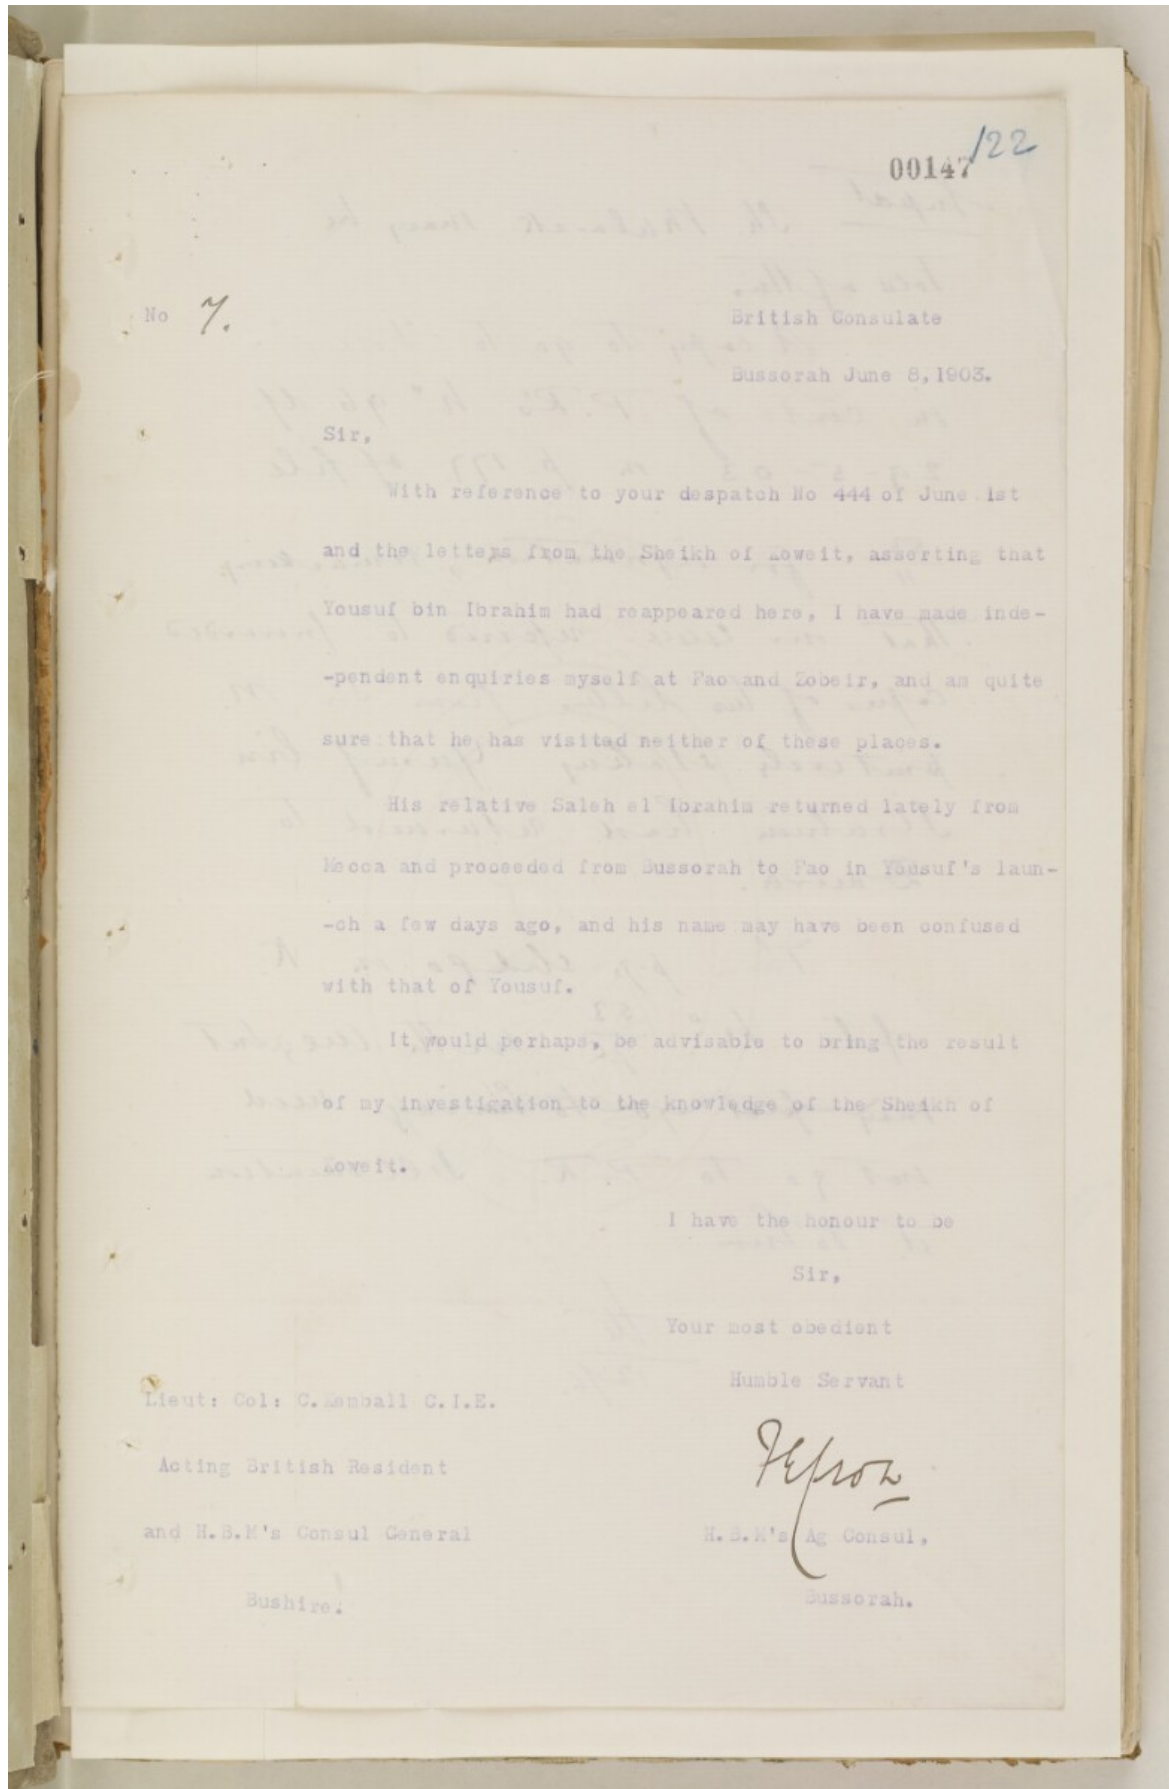 122
00147
No 7.
British Consulate
Bussorah June 8, 1903.
Sir,
With reference to your despatch No 444 of June 1st
and the letters from the Sheikh of Koweit, asserting that
Yousuf bin Ibrahim had reappeared here, I have made inde-
-pendent enquiries myself at Fao and Zobeir, and am quite
sure that he has visited neither of these places.
His relative Saleh el Ibrahim returned lately from
Mecca and proceeded from Bussorah to Fao in Yousuf's laun-
-ch a few days ago, and his name may have been confused
with that of Yousuf.
It would perhaps, be advisable to bring the result
of my investigation to the knowledge of the Sheikh of
Koweit.
I have the honour to be
Sir,
Your most obedient
Humble Servant
Lieut: Col: C. Kemball C.I.E.
Acting British Resident
and H.B.M's Consul General
H.B.M's Ag Consul,
Bushire.
Bussorah.